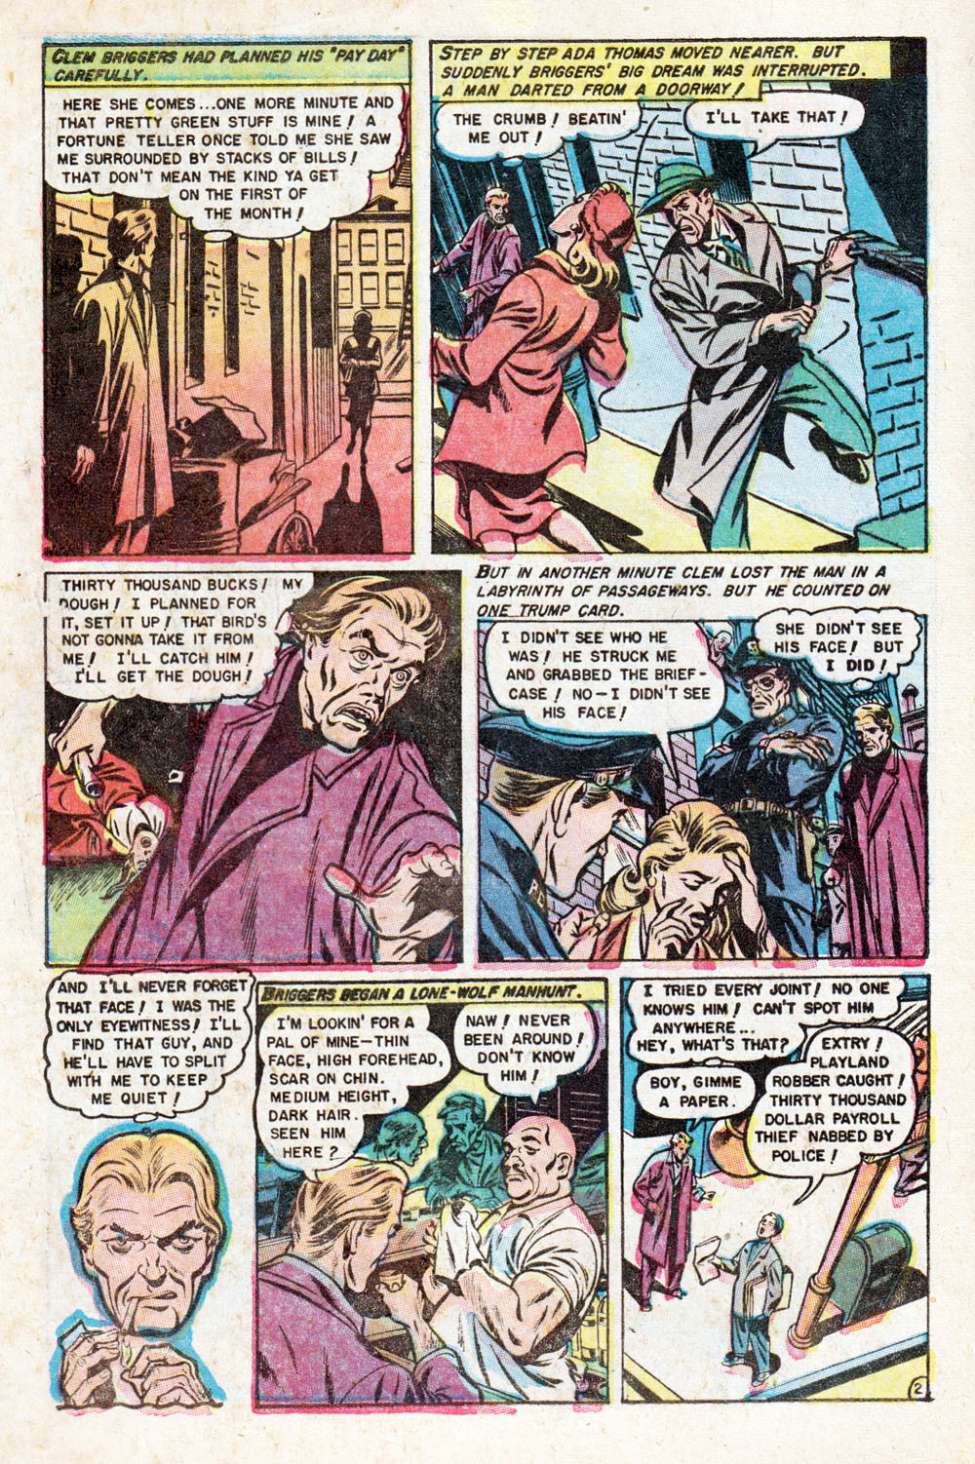 CLEM BRIGGERS HAD PLANNED HIS "PAY DAY"
CAREFULLY.
HERE SHE COMES...ONE MORE MINUTE AND
THAT PRETTY GREEN STUFF IS MINE! A
FORTUNE TELLER ONCE TOLD ME SHE SAW
ME SURROUNDED BY STACKS OF BILLS!
THAT DON'T MEAN THE KIND YA GET
ON THE FIRST OF
THE MONTH!
STEP BY STEP ADA THOMAS MOVED NEARER. BUT
SUDDENLY BRIGGERS' BIG DREAM WAS INTERRUPTED.
A MAN DARTED FROM A DOORWAY!
THE CRUMB! BEATIN'
ME OUT!
I'LL TAKE THAT!
THIRTY THOUSAND BUCKS! MY
DOUGH! I PLANNED FOR
IT, SET IT UP! THAT BIRD'S
NOT GONNA TAKE IT FROM
ME! I'LL CATCH HIM!
I'LL GET THE DOUGH!
BUT IN ANOTHER MINUTE CLEM LOST THE MAN IN A
LABYRINTH OF PASSAGEWAYS. BUT HE COUNTED ON
ONE TRUMP CARD.
I DIDN'T SEE WHO HE
WAS! HE STRUCK ME
AND GRABBED THE BRIEF-
CASE! NO-I DIDN'T SEE
HIS FACE!
SHE DIDN'T SEE
HIS FACE! BUT
I DID!
AND I'LL NEVER FORGET
THAT FACE! I WAS THE
ONLY EYEWITNESS! I'LL
FIND THAT GUY, AND
HE'LL HAVE TO SPLIT
WITH ME TO KEEP
ME QUIET!
BRIGGERS BEGAN A LONE-WOLF MANHUNT.
I'M LOOKIN' FOR A
PAL OF MINE-THIN
FACE, HIGH FOREHEAD,
SCAR ON CHIN.
MEDIUM HEIGHT,
DARK HAIR.
SEEN HIM
HERE?
NAW! NEVER
BEEN AROUND!
DON'T KNOW
HIM!
I TRIED EVERY JOINT! NO ONE
KNOWS HIM! CAN'T SPOT HIM
ANYWHERE...
HEY, WHAT'S THAT?
BOY, GIMME
A PAPER.
EXTRY!
PLAYLAND
ROBBER CAUGHT!
THIRTY THOUSAND
DOLLAR PAYROLL
THIEF NABBED BY
POLICE!
2